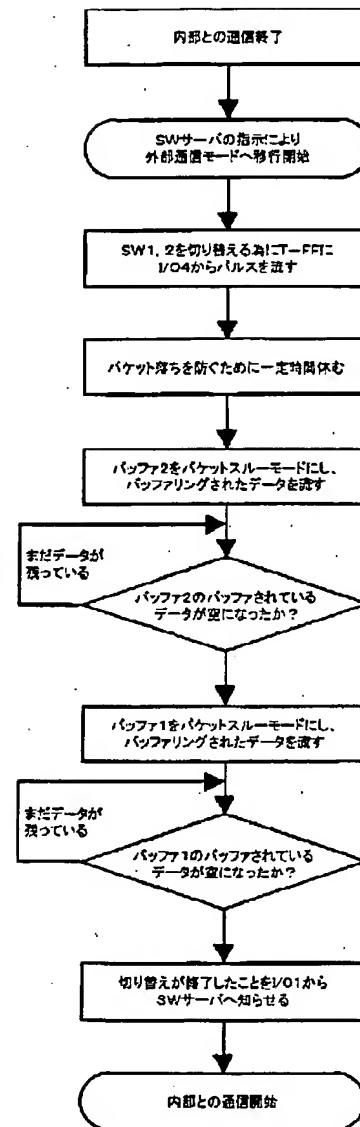 内部との通信終了
SWサーバの指示により
外部通信モードへ移行開始
SW1, 2を切り替える為にT-FFに
I/O4からパルスを流す
パケット落ちを防ぐために一定時間休む
バッファ2をパケットスルーモードにし、
バッファリングされたデータを流す
まだデータが
残っている
バッファ2のバッファされている
データが空になったか?
バッファ1をパケットスルーモードにし、
バッファリングされたデータを流す
まだデータが
残っている
バッファ1のバッファされている
データが空になったか?
切り替えが終了したことをI/O1から
SWサーバへ知らせる
内部との通信開始